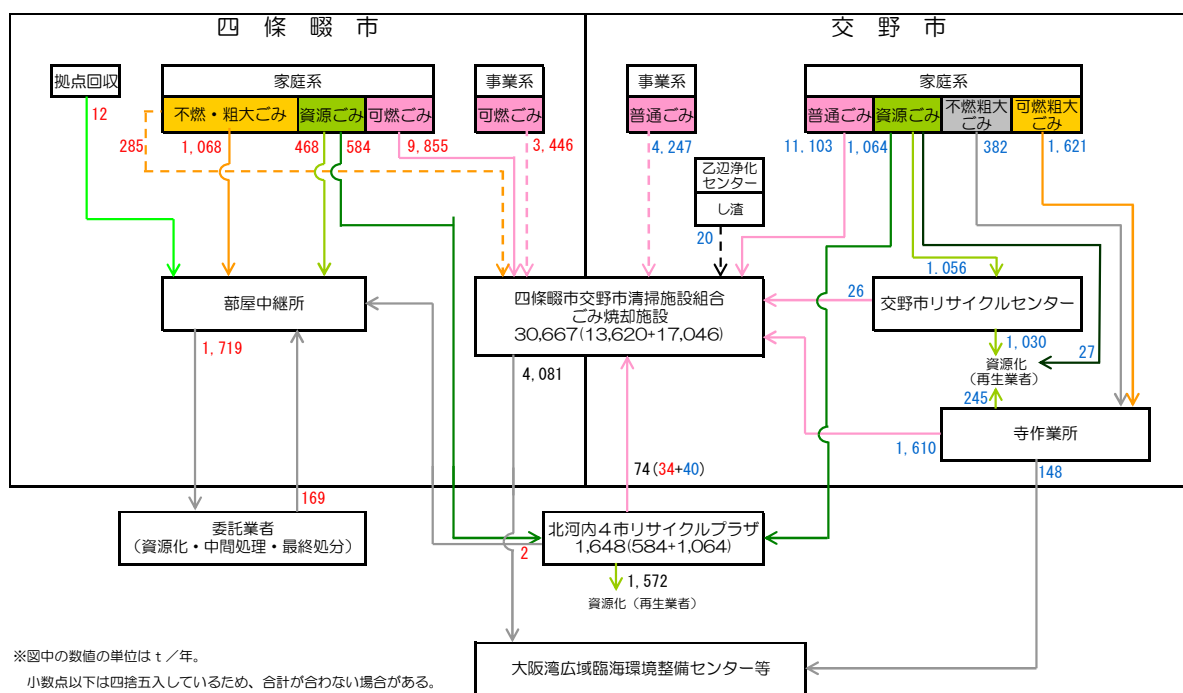 四條畷市
交野市
拠点回収
家庭系
事業系
事業系
家庭系
不燃・粗大ごみ
資源ごみ
可燃ごみ
可燃ごみ
普通ごみ
普通ごみ
資源ごみ
不燃粗大
ごみ
可燃粗大
ごみ
12
285
1,068
468
584
9,855
3,446
4,247
11,103
1,064
382
1,621
乙辺浄化
センター
し渣
20
1,056
部屋中継所
四條畷市交野市清掃施設組合
ごみ焼却施設
30,667(13,620+17,046)
26
交野市リサイクルセンター
1,719
4,081
1,030
27
資源化
(再生業者)
245
寺作業所
1,610
148
74(34+40)
169
委託業者
(資源化・中間処理・最終処分)
北河内4市リサイクルプラザ
1,648(584+1,064)
2
1,572
資源化(再生業者)
大阪湾広域臨海環境整備センター等
※図中の数値の単位はt/年。
小数点以下は四捨五入しているため、合計が合わない場合がある。